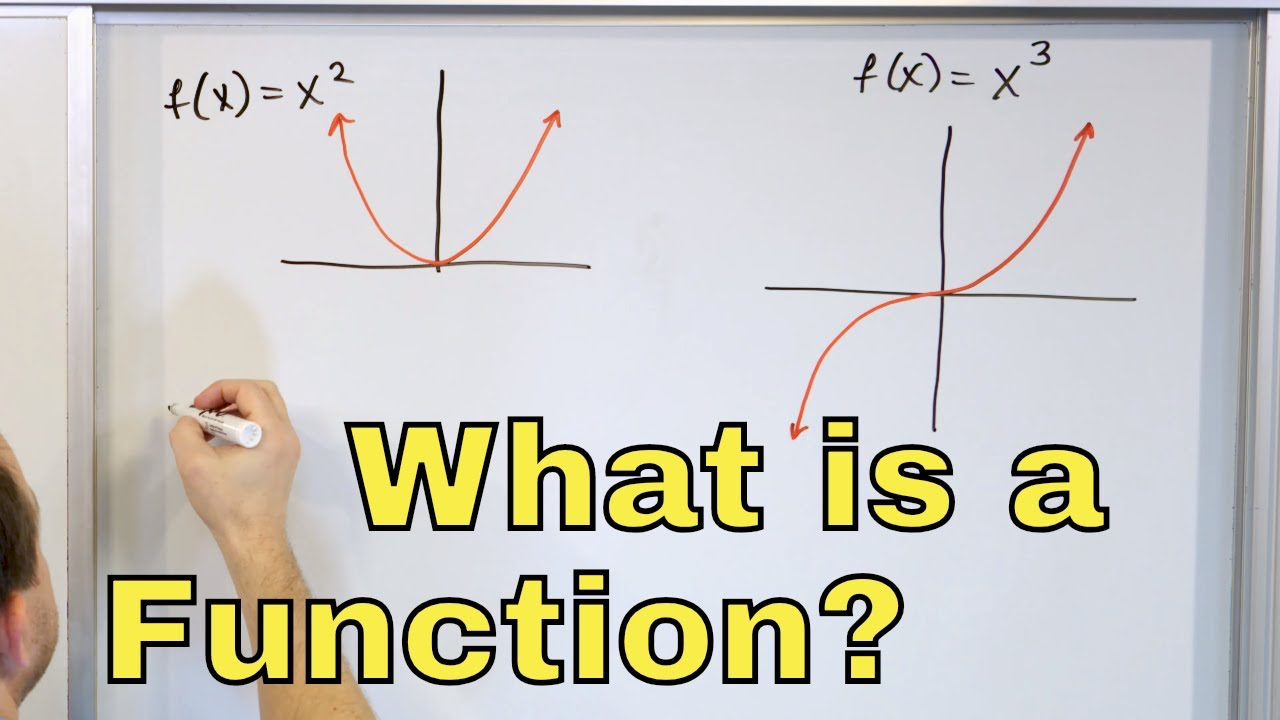 f(x) = x²
f(x) = x³
What is a
Function?